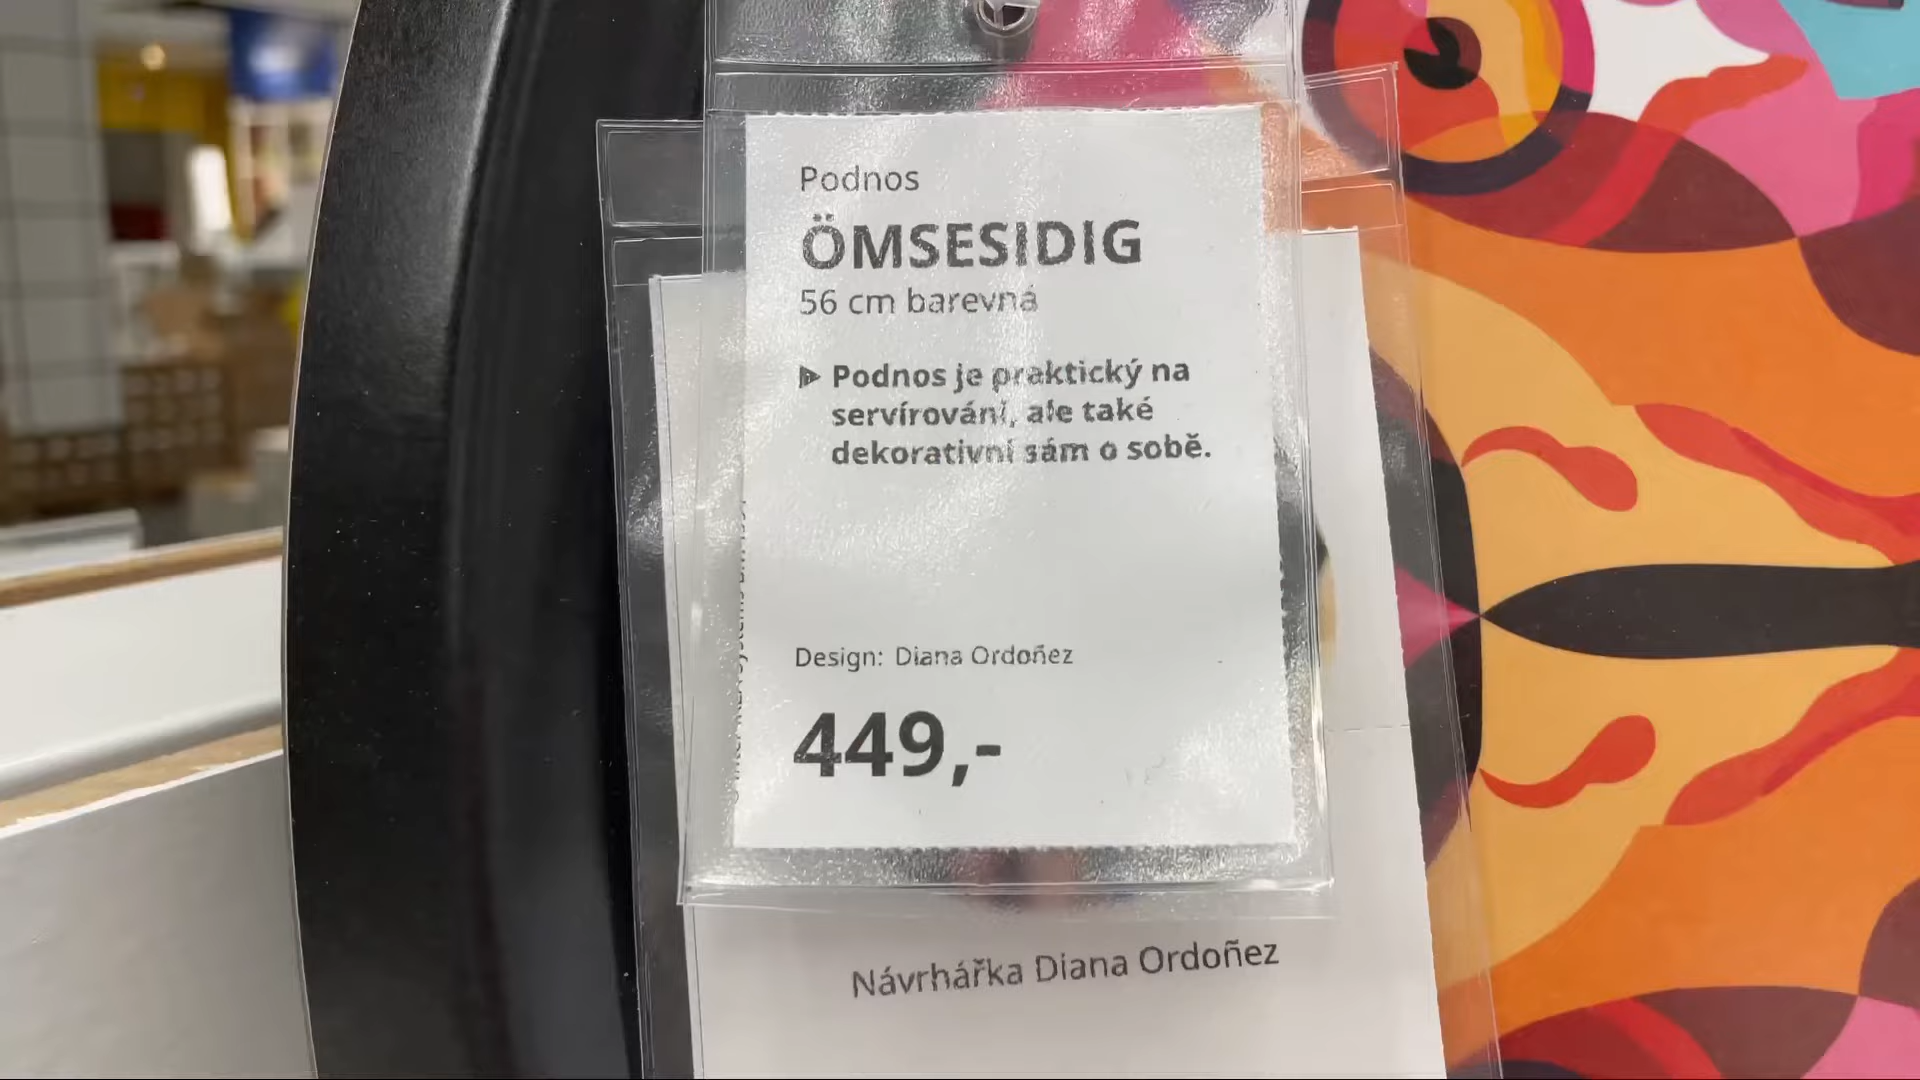 Podnos
ÖMSESIDIG
56 cm barevná
Podnos je praktický na
servírování, ale také
dekorativní sám o sobě.
Design: Diana Ordoñez
449,-
Návrhářka Diana Ordoñez